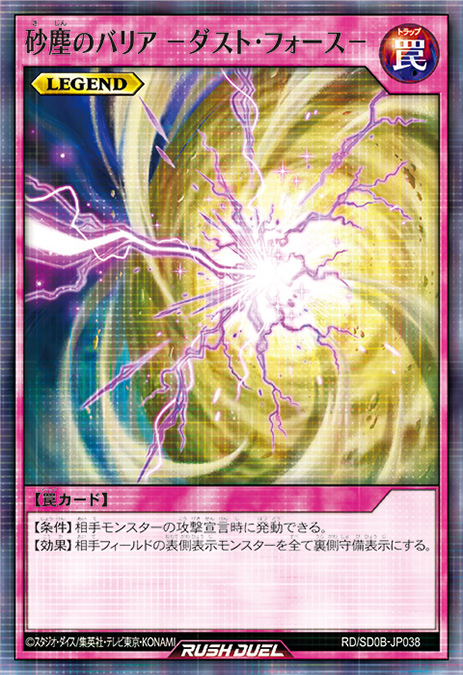 砂塵のバリア －ダスト・フォース－
トラップ
罠
LEGEND
【罠カード】
【条件】相手モンスターの攻撃宣言時に発動できる。
【効果】相手フィールドの表側表示モンスターを全て裏側守備表示にする。
©スタジオ・ダイス/集英社・テレビ東京・KONAMI
RUSH DUEL
RD/SD0B-JP038